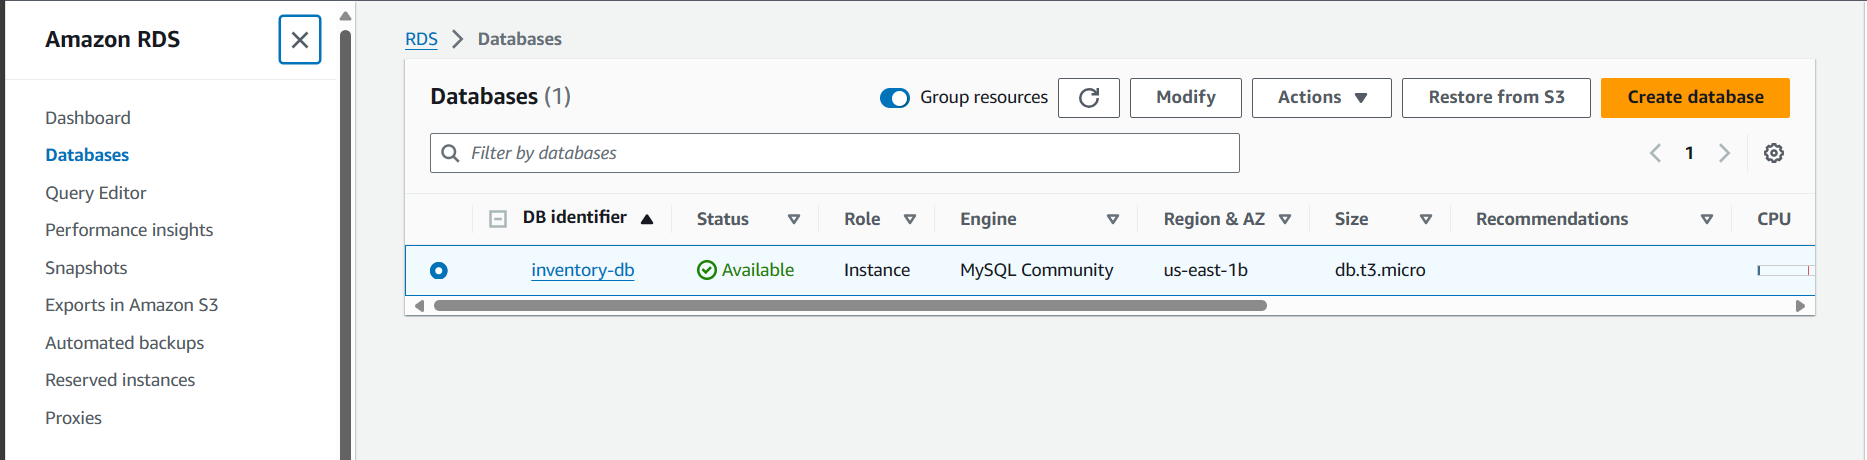 Amazon RDS
Dashboard
Databases
Query Editor
Performance insights
Snapshots
Exports in Amazon S3
Automated backups
Reserved instances
Proxies
RDS > Databases
Databases (1)
Group resources
Modify
Actions
Restore from S3
Create database
Filter by databases
1
DB identifier Status Role Engine Region & AZ Size Recommendations CPU
inventory-db Available Instance MySQL Community us-east-1b db.t3.micro